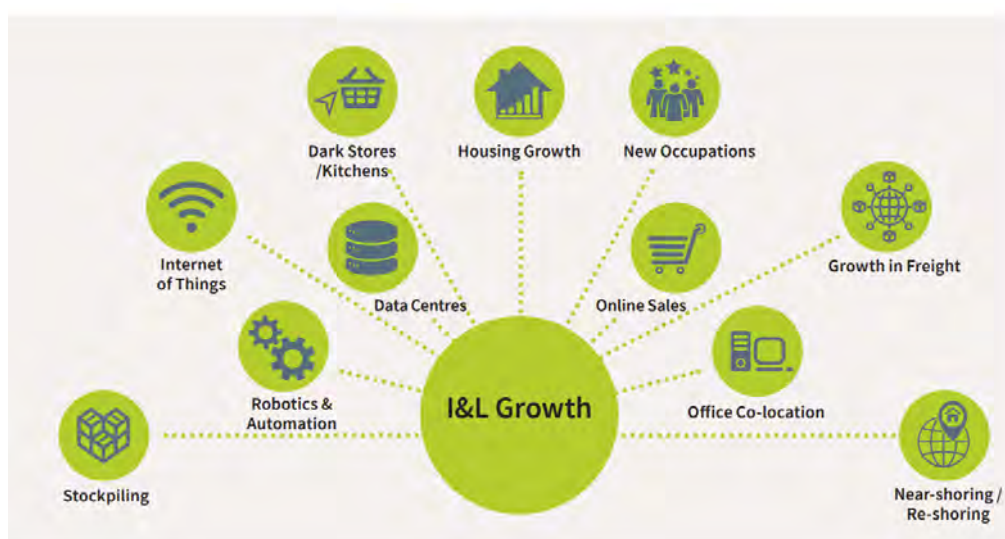 Dark Stores
/Kitchens
Housing Growth
New Occupations
Internet
of Things
Growth in Freight
Data Centres
Online Sales
Robotics &
Automation
I&L Growth
Office Co-location
Stockpiling
Near-shoring /
Re-shoring